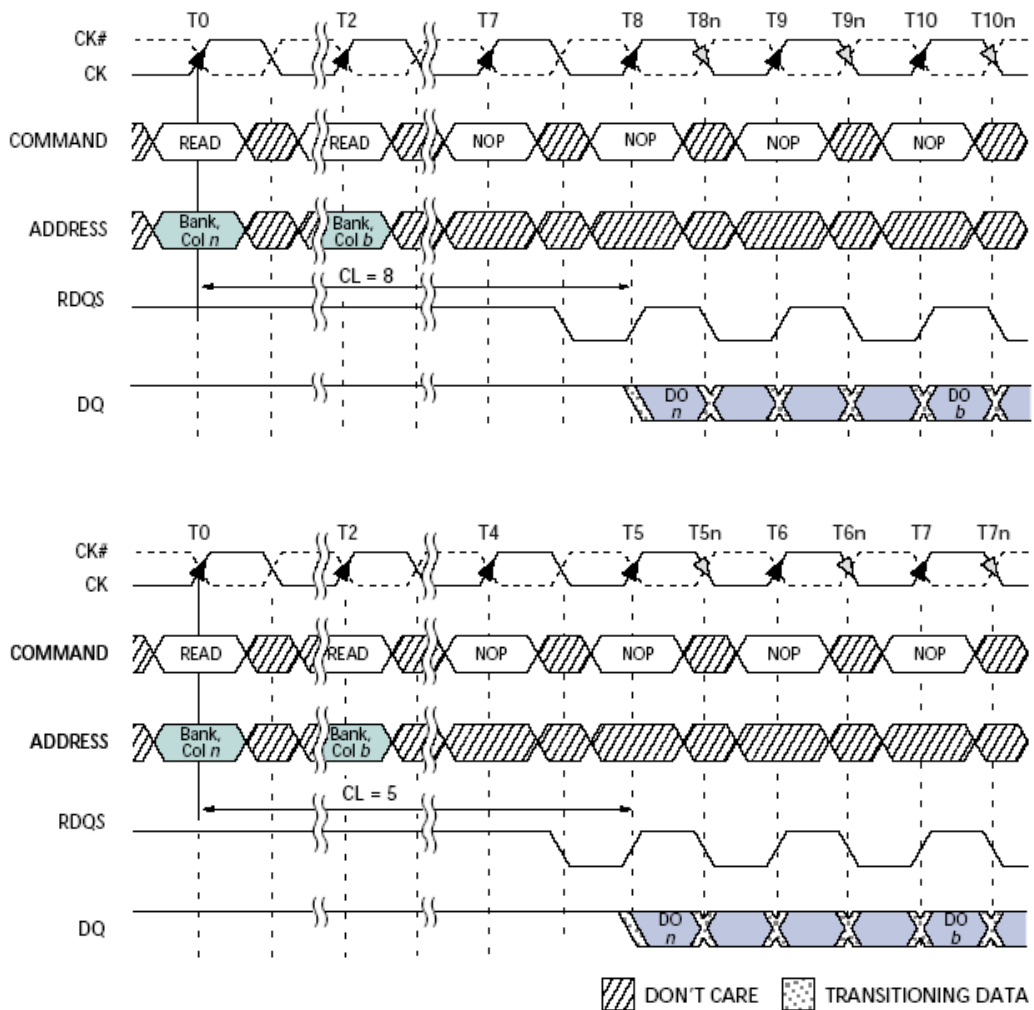 T0 T2 T7 T8 T8n T9 T9n T10 T10n
CK#
CK
COMMAND READ READ NOP NOP NOP NOP
ADDRESS Bank, Col n Bank, Col b
CL = 8
RDQS
DQ DO n DO b
T0 T2 T4 T5 T5n T6 T6n T7 T7n
CK#
CK
COMMAND READ READ NOP NOP NOP NOP
ADDRESS Bank, Col n Bank, Col b
CL = 5
RDQS
DQ DO n DO b
DON'T CARE TRANSITIONING DATA